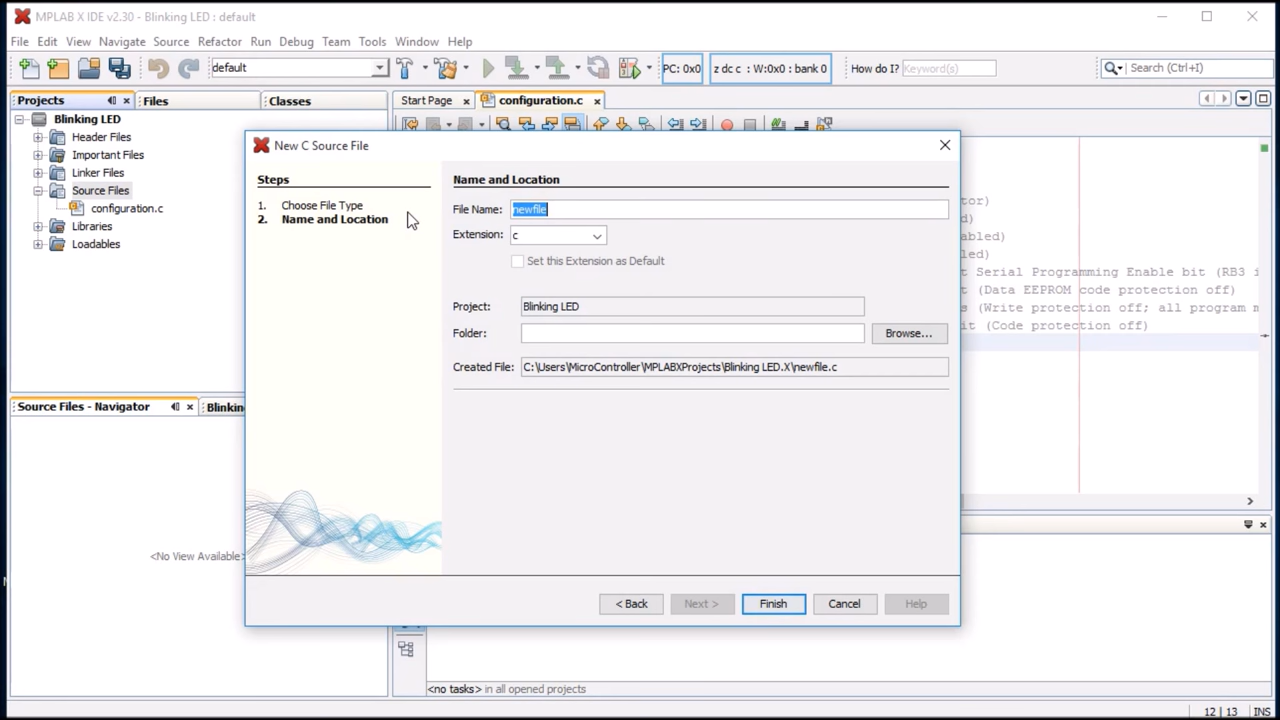 MPLAB X IDE v2.30 - Blinking LED : default
File Edit View Navigate Source Refactor Run Debug Team Tools Window Help
default PC: 0x0 z dc c : W:0x0 : bank 0 How do I? Keyword(s) Search (Ctrl+I)
Projects Files Classes Start Page configuration.c
Blinking LED
Header Files
Important Files
Linker Files
Source Files
configuration.c
Libraries
Loadables
Source Files - Navigator Blinking
<No View Available>
New C Source File
Steps
1. Choose File Type
2. Name and Location
Name and Location
File Name: newfile
Extension: c
Set this Extension as Default
Project: Blinking LED
Folder: Browse...
Created File: C:\Users\MicroController\MPLABXProjects\Blinking LED.X\newfile.c
< Back Next > Finish Cancel Help
tor)
abled)
ed)
t Serial Programming Enable bit (RB3 i
t (Data EEPROM code protection off)
s (Write protection off; all program m
it (Code protection off)
<no tasks> in all opened projects
12 | 13 INS